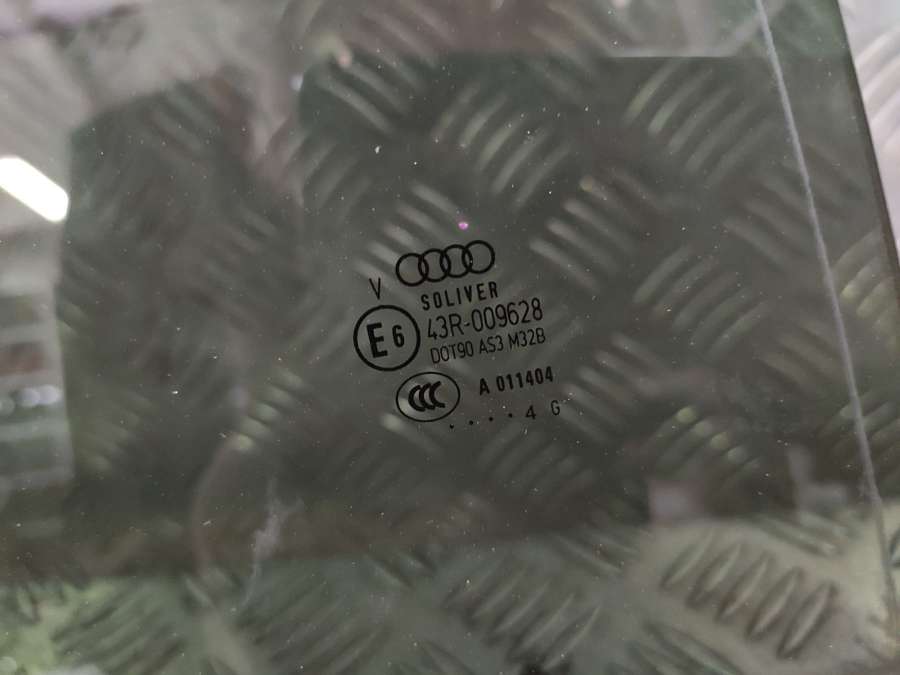 V
SOLIVER
E6 43R-009628
DOT90 AS3 M32B
CCC A 011404
. . . . 4 G